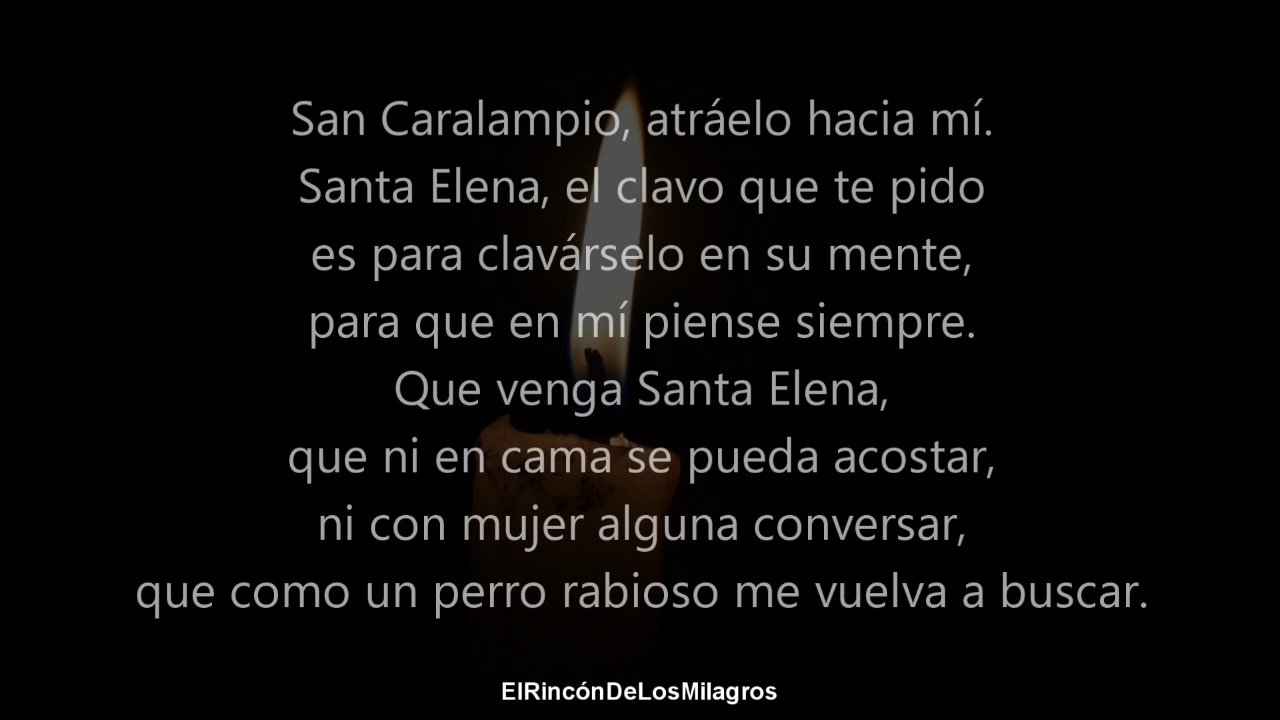 San Caralampio, atráelo hacia mí.
Santa Elena, el clavo que te pido
es para clavárselo en su mente,
para que en mí piense siempre.
Que venga Santa Elena,
que ni en cama se pueda acostar,
ni con mujer alguna conversar,
que como un perro rabioso me vuelva a buscar.
ElRincónDeLosMilagros